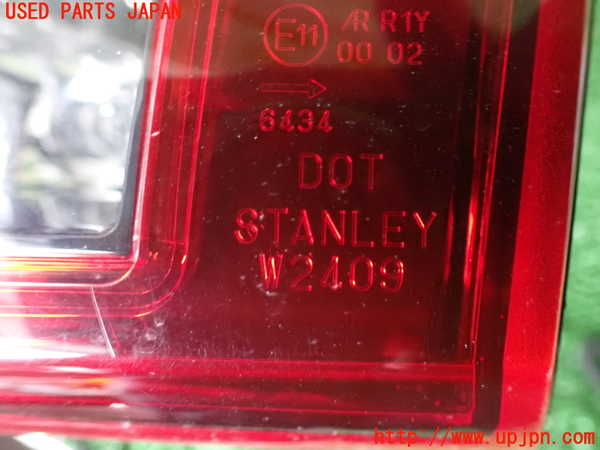 USED PARTS JAPAN
E11
AR R1Y
00 02
→
6434
DOT
STANLEY
W2409
http://www.upjpn.com